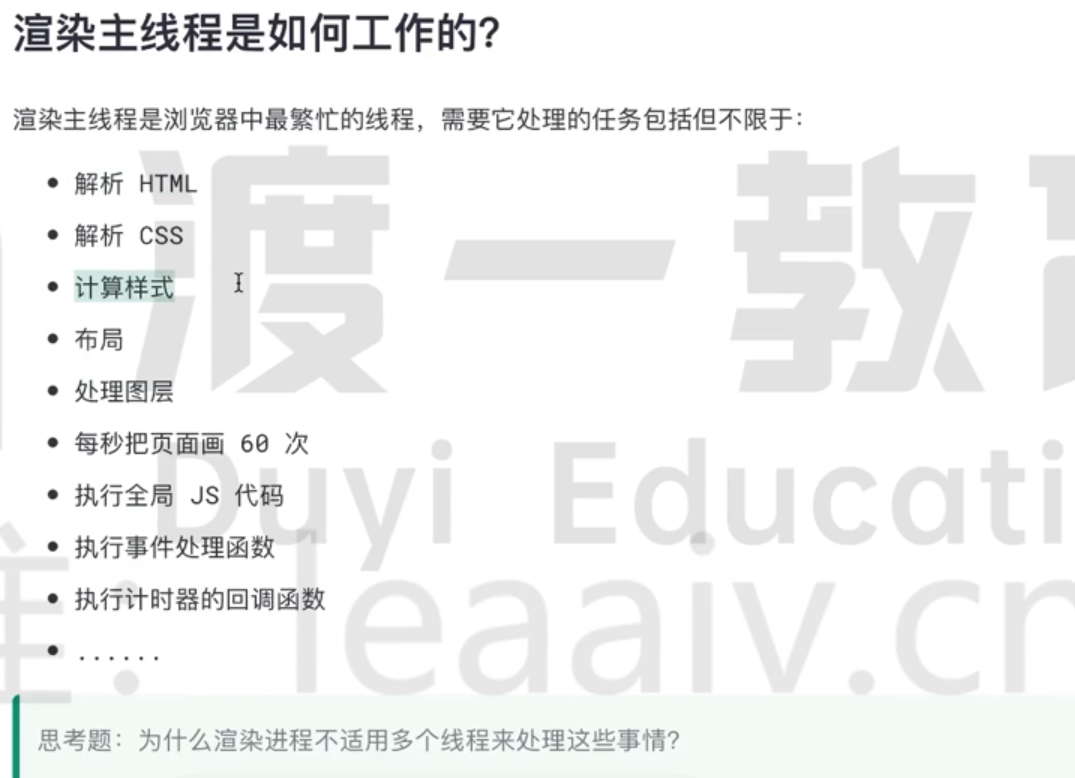 渲染主线程是如何工作的？
渲染主线程是浏览器中最繁忙的线程，需要它处理的任务包括但不限于：
解析 HTML
解析 CSS
计算样式
布局
处理图层
每秒把页面画 60 次
执行全局 JS 代码
执行事件处理函数
执行计时器的回调函数
......
思考题：为什么渲染进程不适用多个线程来处理这些事情？
渡一教育
Duyi Educati
leaaiv.cn